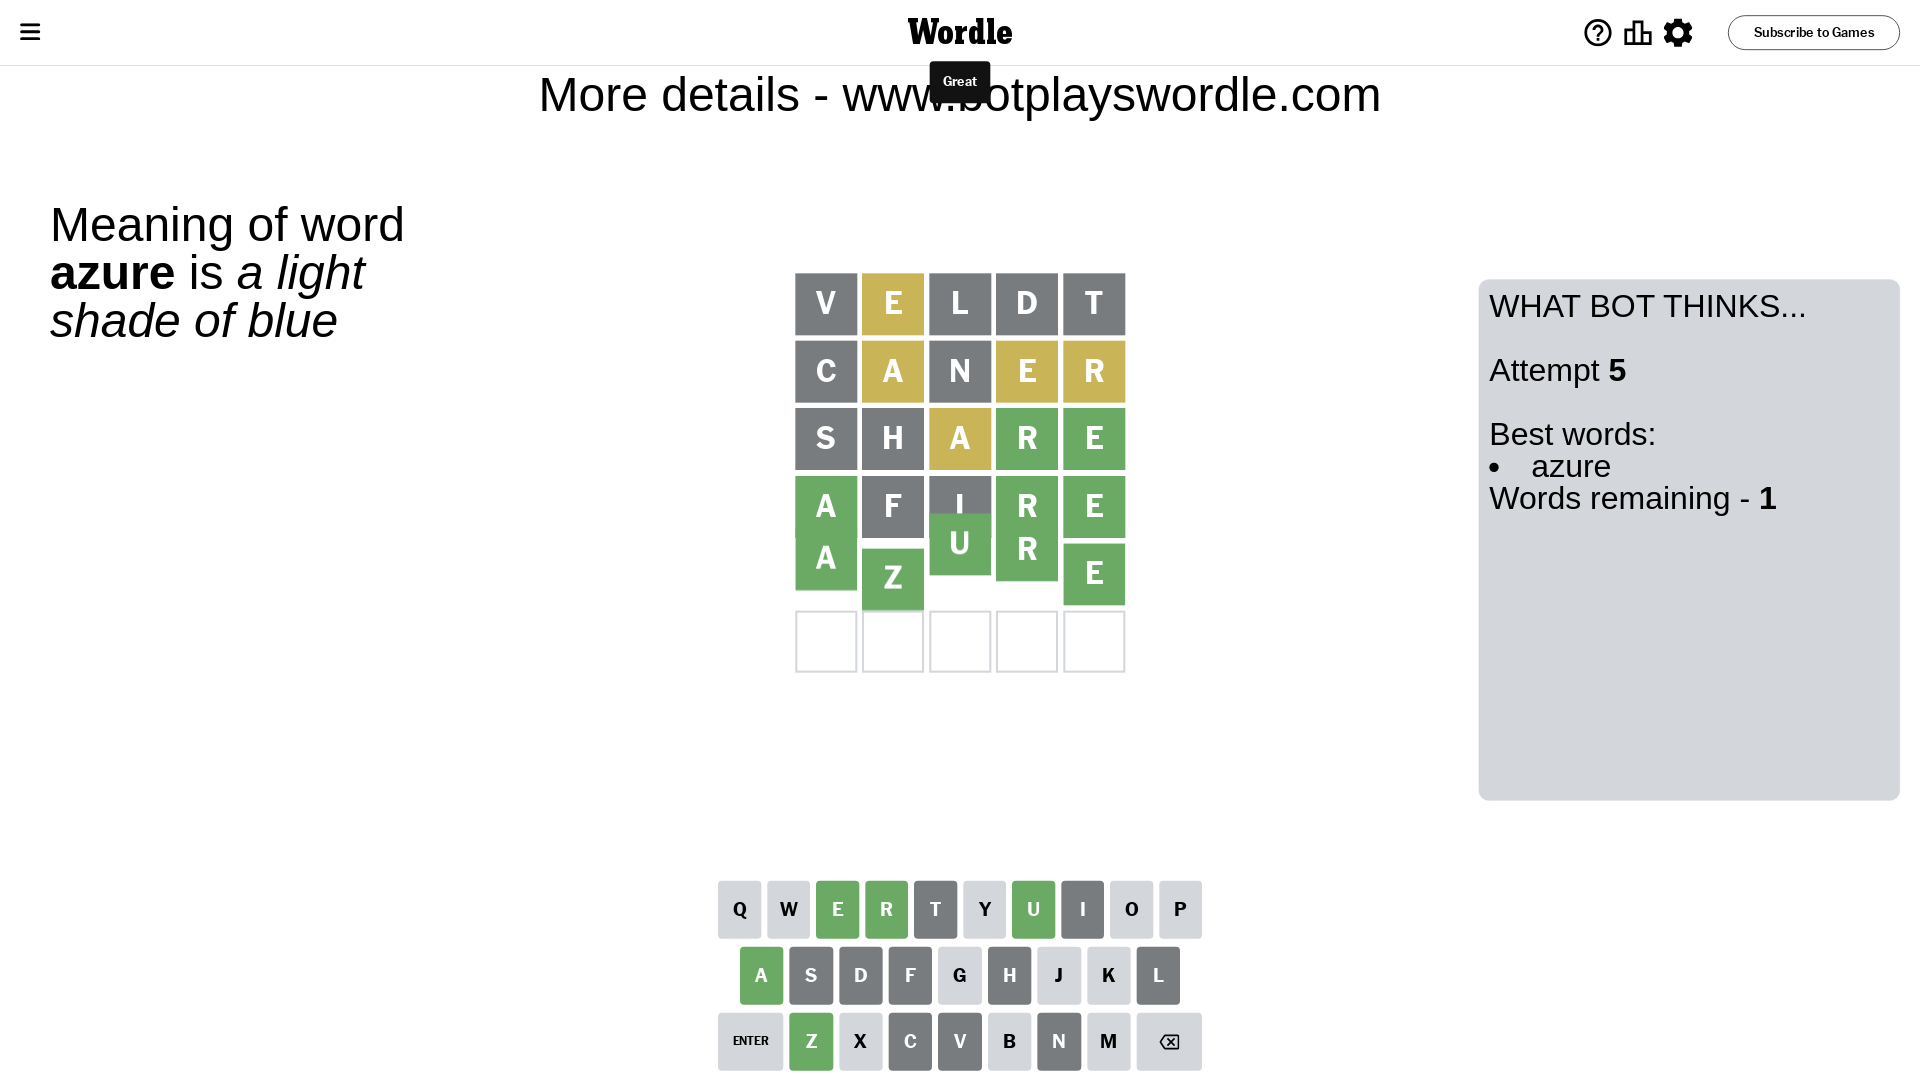 Wordle
Subscribe to Games
Great
More details - www.botplayswordle.com
Meaning of word
azure is a light
shade of blue
V E L D T
C A N E R
S H A R E
A F I R E
A Z U R E
WHAT BOT THINKS...
Attempt 5
Best words:
• azure
Words remaining - 1
Q W E R T Y U I O P
A S D F G H J K L
ENTER Z X C V B N M